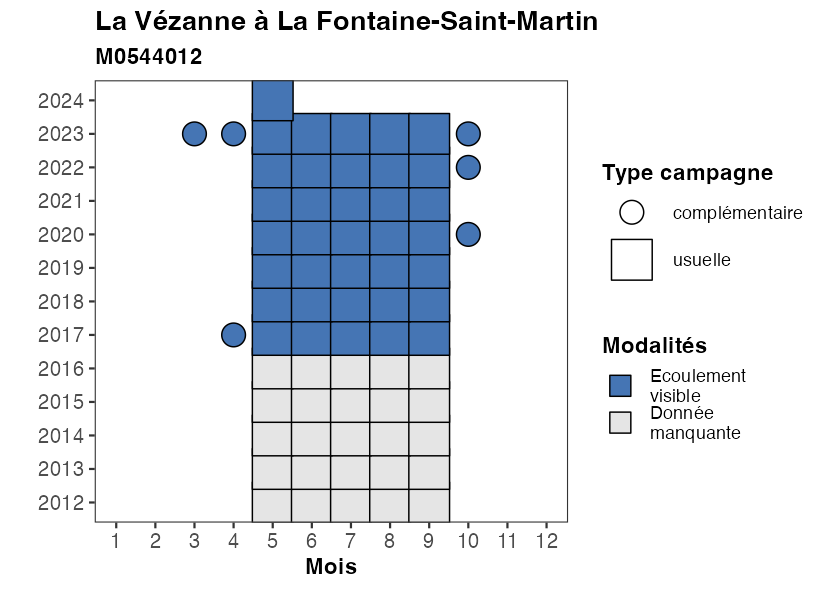 La Vézanne à La Fontaine-Saint-Martin
M0544012
2024
2023
2022
2021
2020
2019
2018
2017
2016
2015
2014
2013
2012
1 2 3 4 5 6 7 8 9 10 11 12
Mois
Type campagne
complémentaire
usuelle
Modalités
Ecoulement
visible
Donnée
manquante